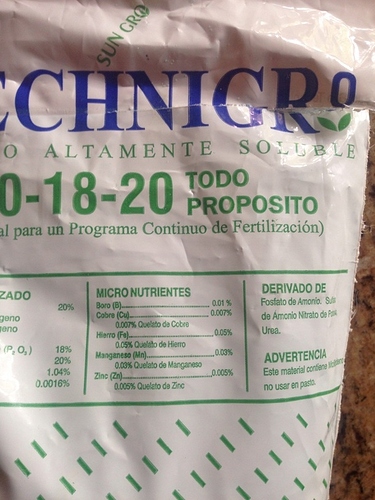 SUN GRO
ECHNIGRO
O ALTAMENTE SOLUBLE
0-18-20 TODO PROPOSITO
al para un Programa Continuo de Fertilización)
ZADO
20%
geno
geno
(P₂O₅) 18%
20%
1.04%
0.0016%
MICRO NUTRIENTES
Boro (B) 0.01 %
Cobre (Cu) 0.007%
0.007% Quelato de Cobre
Hierro (Fe) 0.05%
0.05% Quelato de Hierro
Manganeso (Mn) 0.03%
0.03% Quelato de Manganeso
Zinc (Zn) 0.005%
0.005% Quelato de Zinc
DERIVADO DE
Fosfato de Amonio. Sulfa
de Amonio Nitrato de Pota
Urea.
ADVERTENCIA
Este material contiene
no usar en pasto.